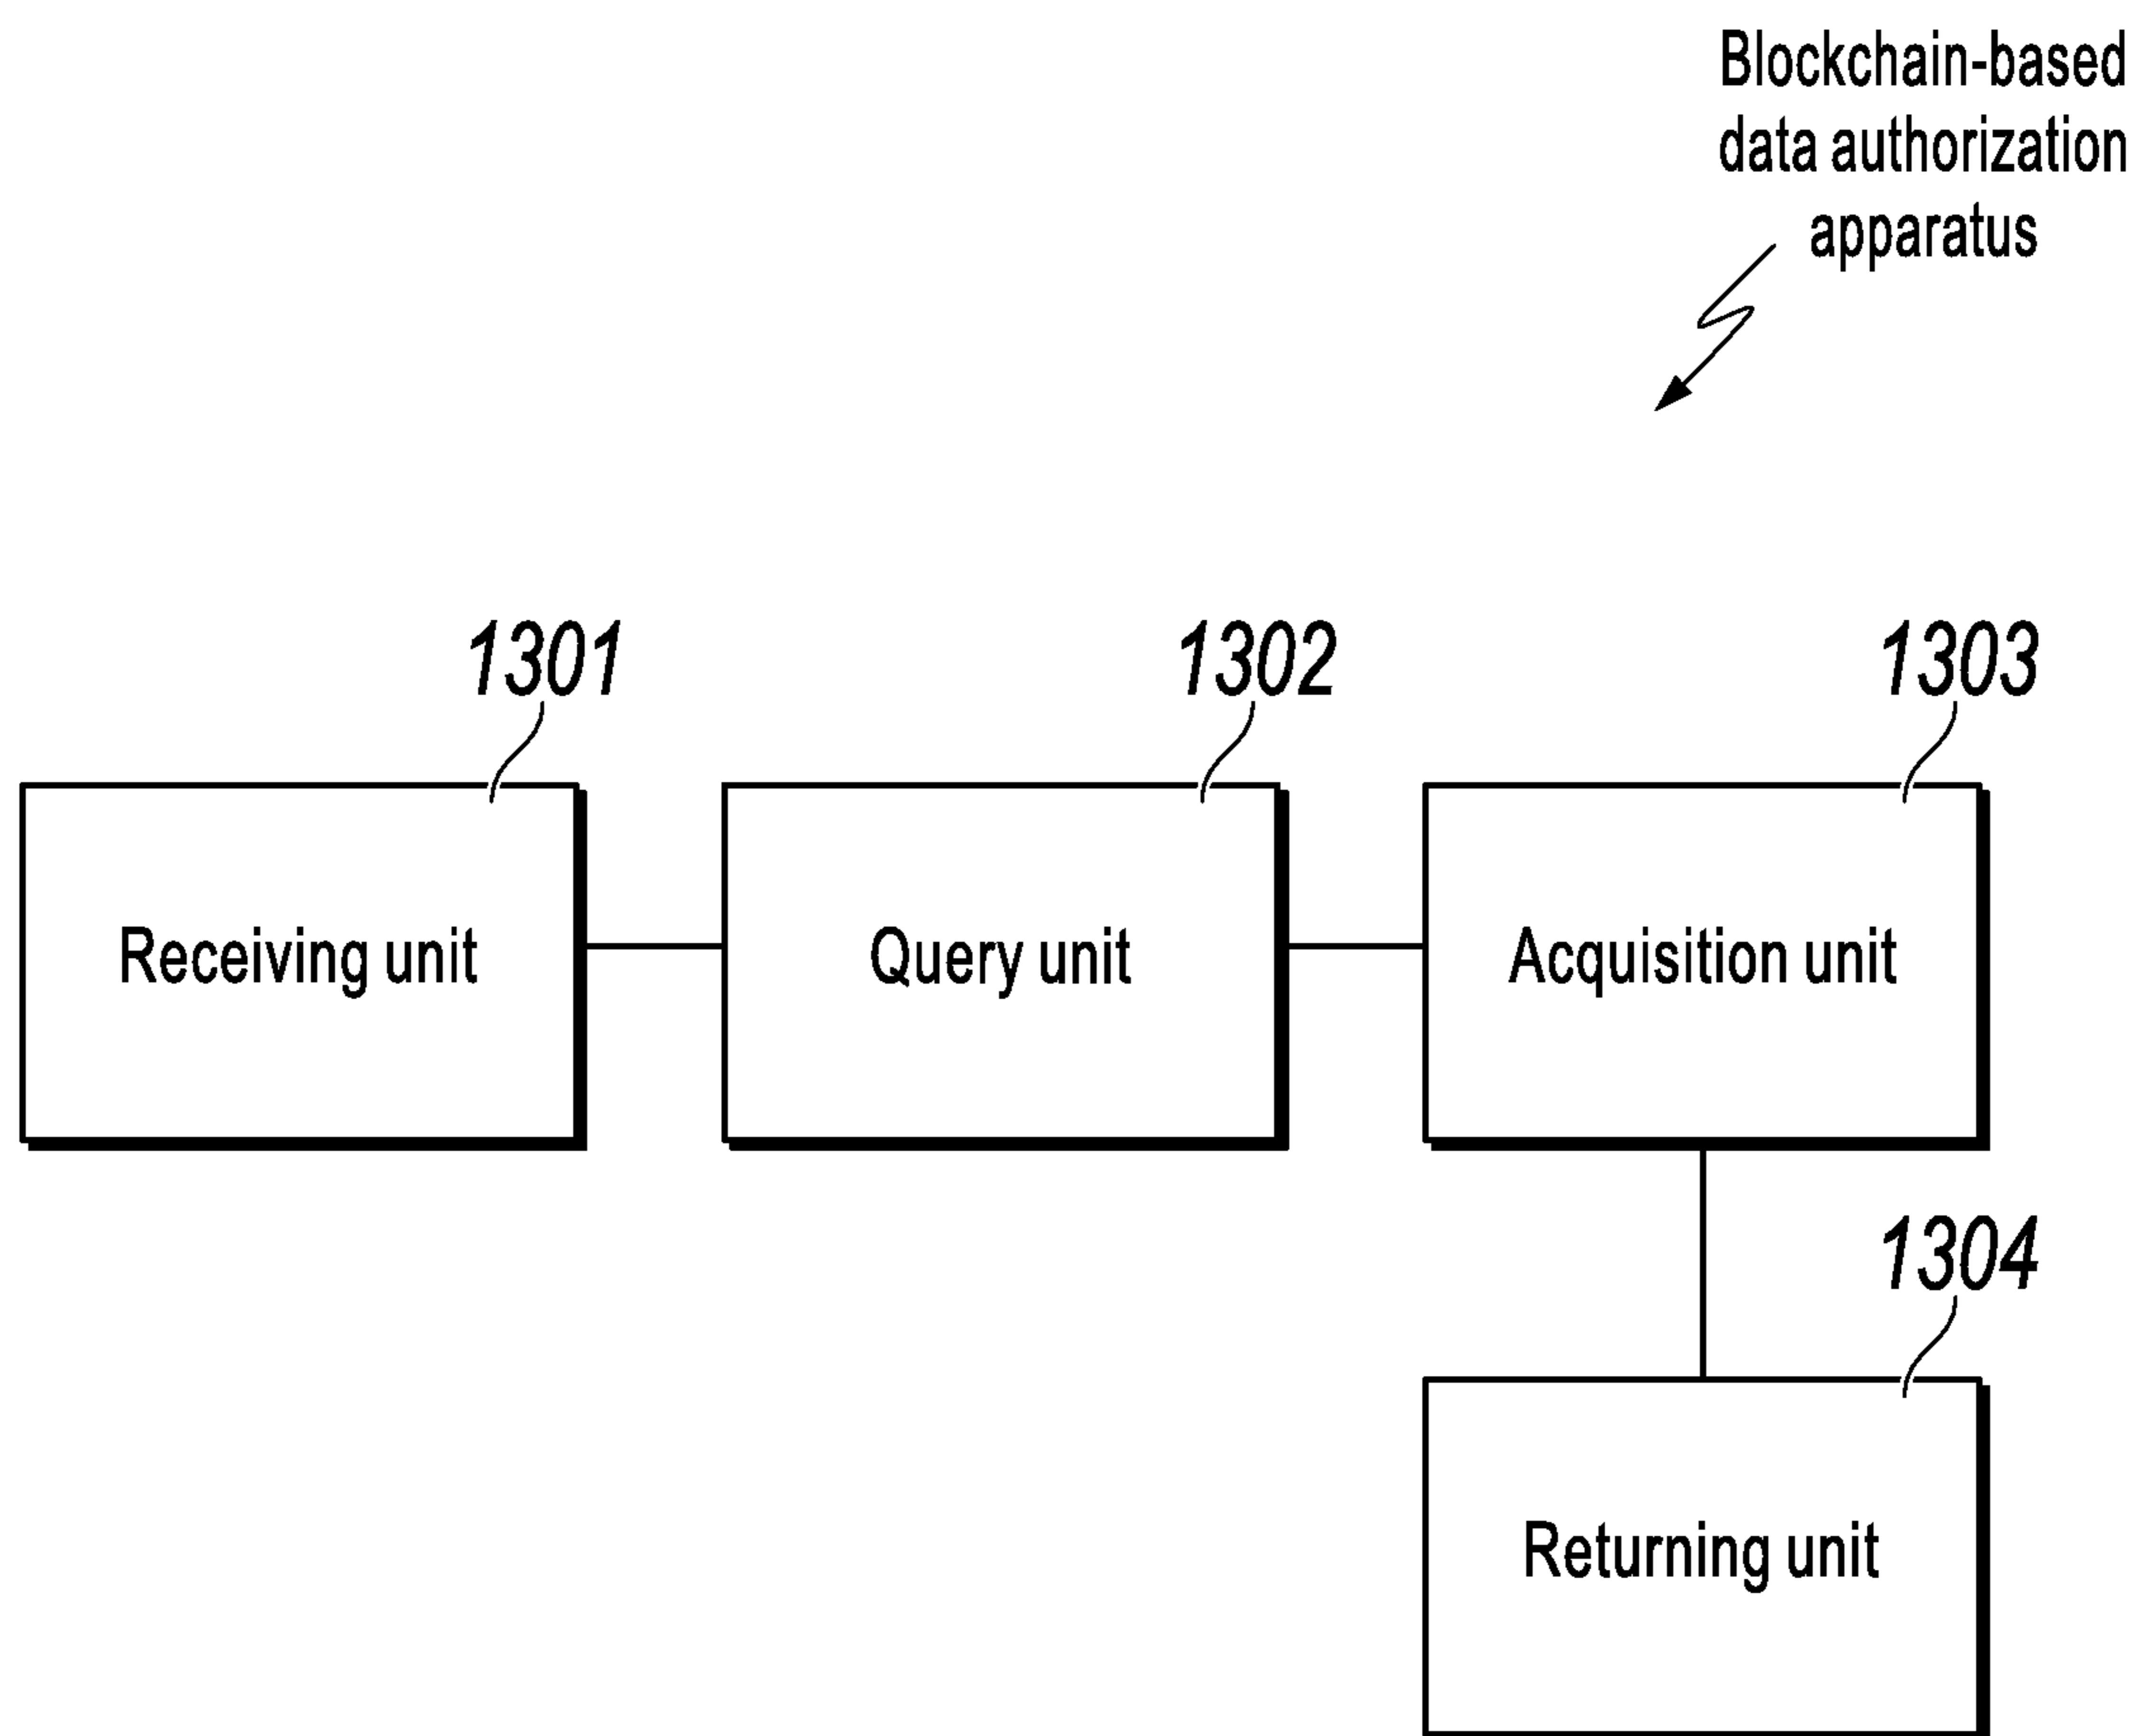 Blockchain-based
data authorization
apparatus
1301
1302
1303
Receiving unit
Query unit
Acquisition unit
1304
Returning unit